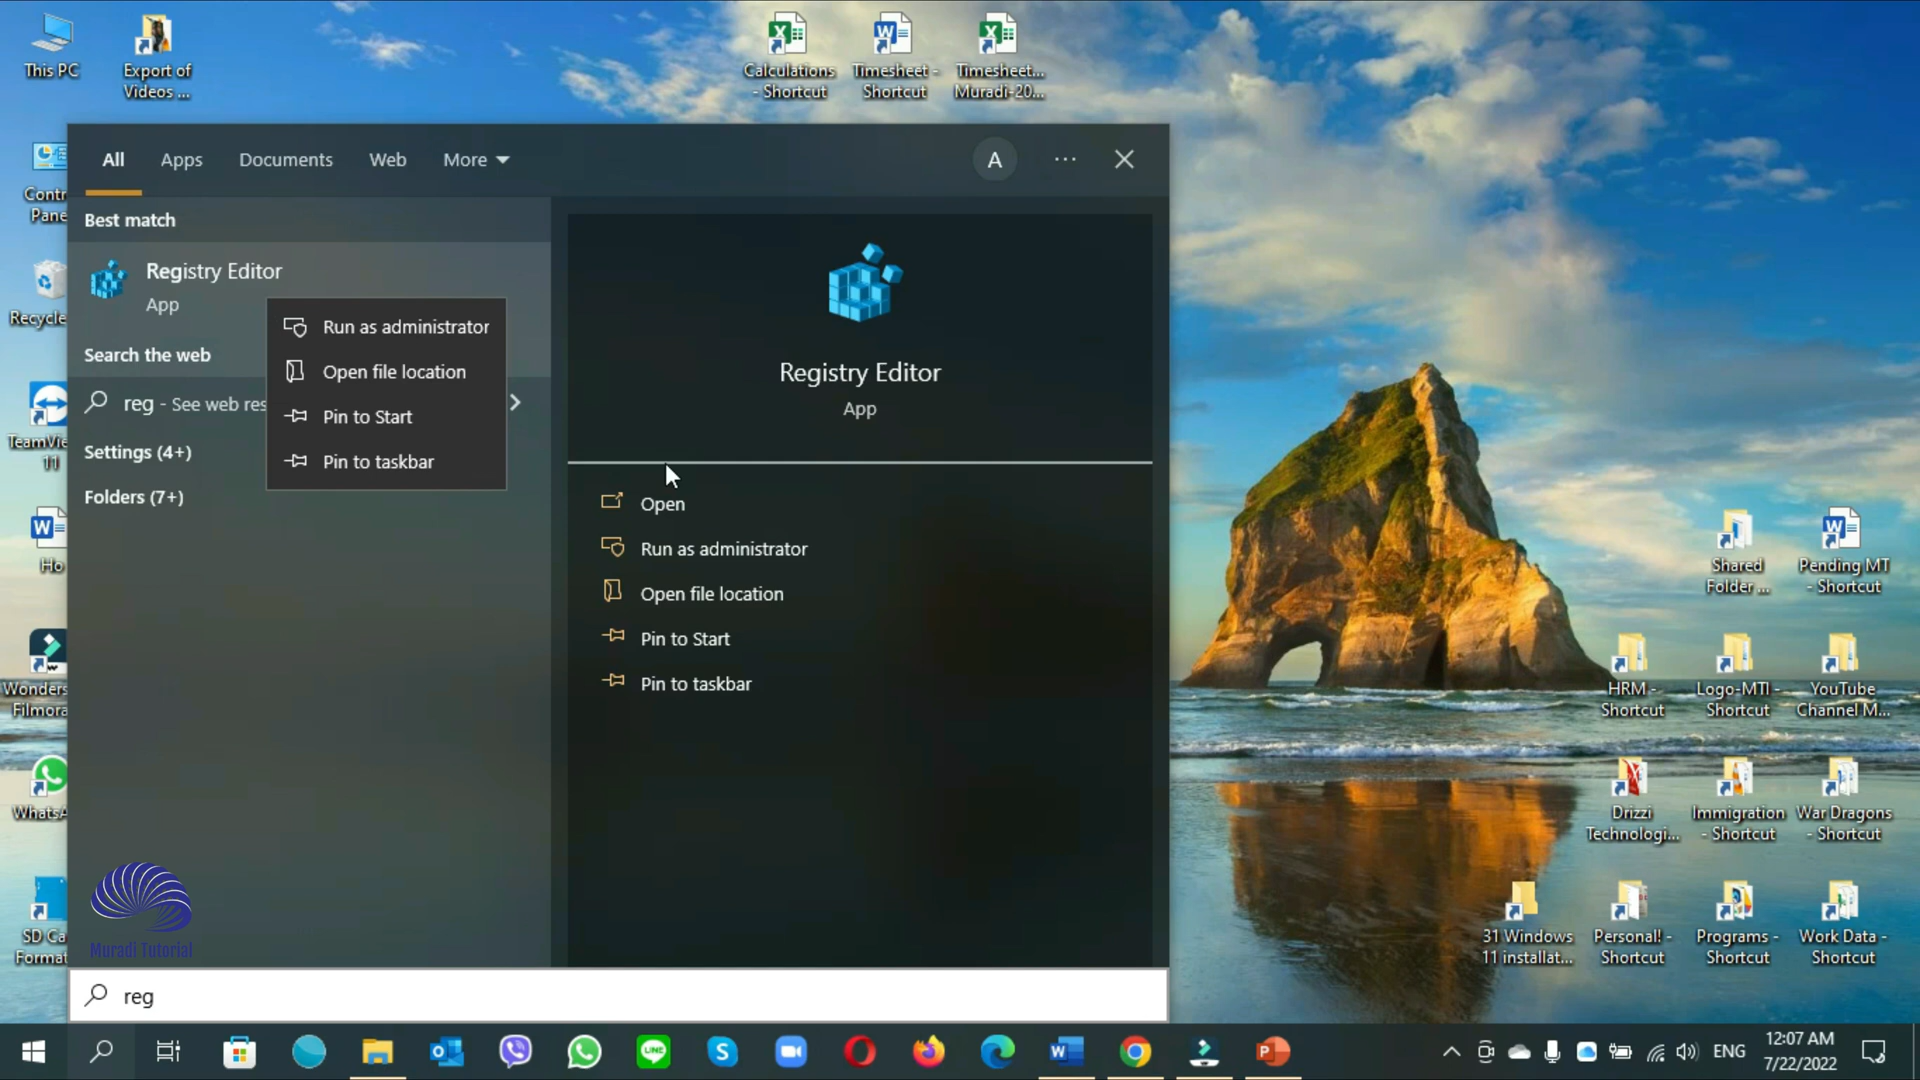 This PC
Export of
Videos ...
Calculations
- Shortcut
Timesheet -
Shortcut
Timesheet...
Muradi-20...
All
Apps
Documents
Web
More
A
Contr
Pane
Best match
Registry Editor
App
Recycle
Run as administrator
Open file location
Pin to Start
Pin to taskbar
Search the web
reg - See web res
Settings (4+)
Folders (7+)
TeamVie
11
Ho
Wonders
Filmora
WhatsA
SD Ca
Format
Registry Editor
App
Open
Run as administrator
Open file location
Pin to Start
Pin to taskbar
Shared
Folder ...
Pending MT
- Shortcut
HRM -
Shortcut
Logo-MTI -
Shortcut
YouTube
Channel M...
Drizzi
Technologi...
Immigration
- Shortcut
War Dragons
- Shortcut
31 Windows
11 installat...
Personal! -
Shortcut
Programs -
Shortcut
Work Data -
Shortcut
Muradi Tutorial
reg
ENG
12:07 AM
7/22/2022